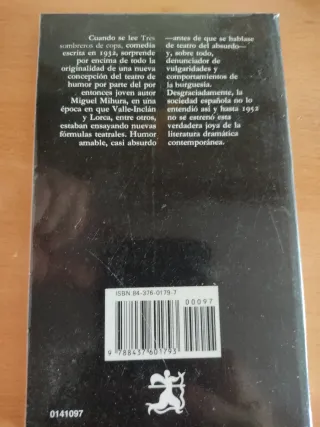 Cuando se lee Tres
sombreros de copa, comedia
escrita en 1952, sorprende
por encima de todo la
originalidad de una nueva
concepción del teatro de
humor por parte del por
entonces joven autor
Miguel Mihura, en una
época en que Valle-Inclán
y Lorca, entre otros,
estaban ensayando nuevas
fórmulas teatrales. Humor
amable, casi absurdo
—antes de que se hablase
de teatro del absurdo—
y, sobre todo,
denunciador de
vulgaridades y
comportamientos de
la burguesía.
Desgraciadamente, la
sociedad española no lo
entendió así y hasta 1952
no se estrenó esta
verdadera joya de la
literatura dramática
contemporánea.
ISBN 84-376-0179-7
00097
9 788437 601793
0141097